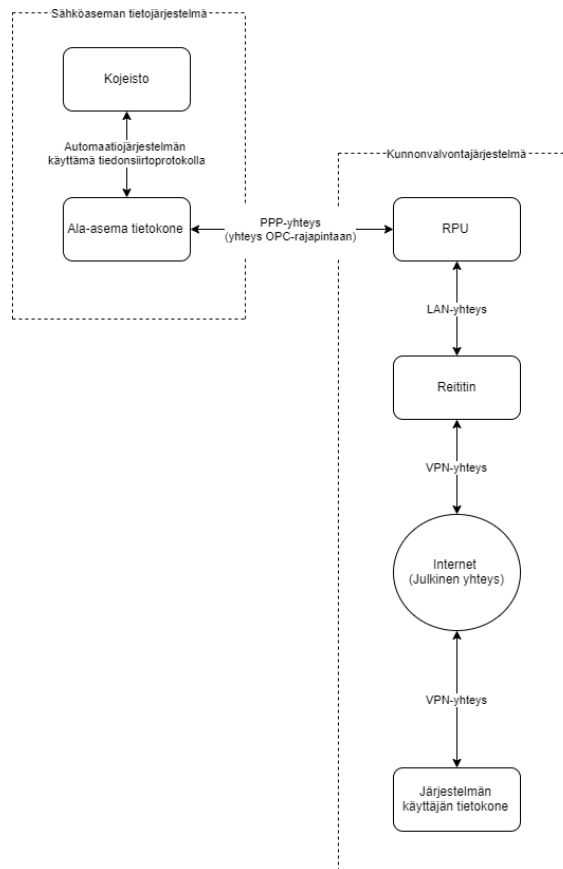 Sähköaseman tietojärjestelmä
Kojeisto
Automaatiojärjestelmän
käyttämä tiedonsiirtoprotokolla
Ala-asema tietokone
PPP-yhteys
(yhteys OPC-rajapintaan)
Kunnonvalvontajärjestelmä
RPU
LAN-yhteys
Reititin
VPN-yhteys
Internet
(Julkinen yhteys)
VPN-yhteys
Järjestelmän
käyttäjän tietokone